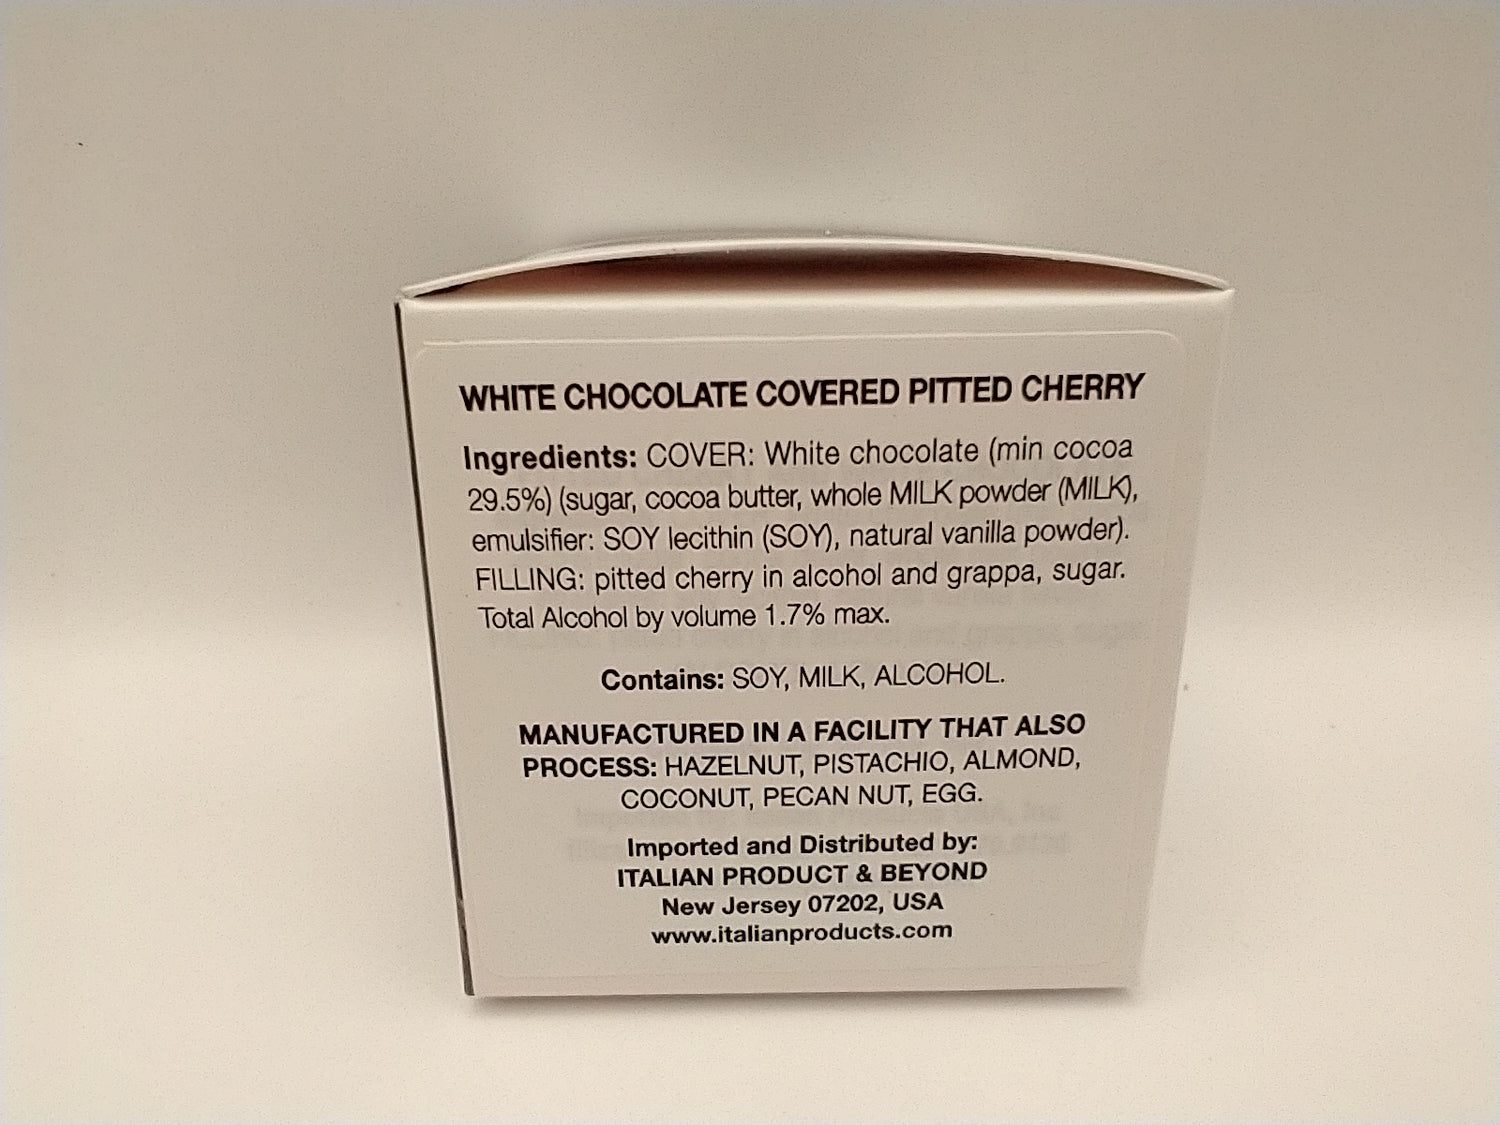 WHITE CHOCOLATE COVERED PITTED CHERRY
Ingredients: COVER: White chocolate (min cocoa
29.5%) (sugar, cocoa butter, whole MILK powder (MILK),
emulsifier: SOY lecithin (SOY), natural vanilla powder).
FILLING: pitted cherry in alcohol and grappa, sugar.
Total Alcohol by volume 1.7% max.
Contains: SOY, MILK, ALCOHOL.
MANUFACTURED IN A FACILITY THAT ALSO
PROCESS: HAZELNUT, PISTACHIO, ALMOND,
COCONUT, PECAN NUT, EGG.
Imported and Distributed by:
ITALIAN PRODUCT & BEYOND
New Jersey 07202, USA
www.italianproducts.com